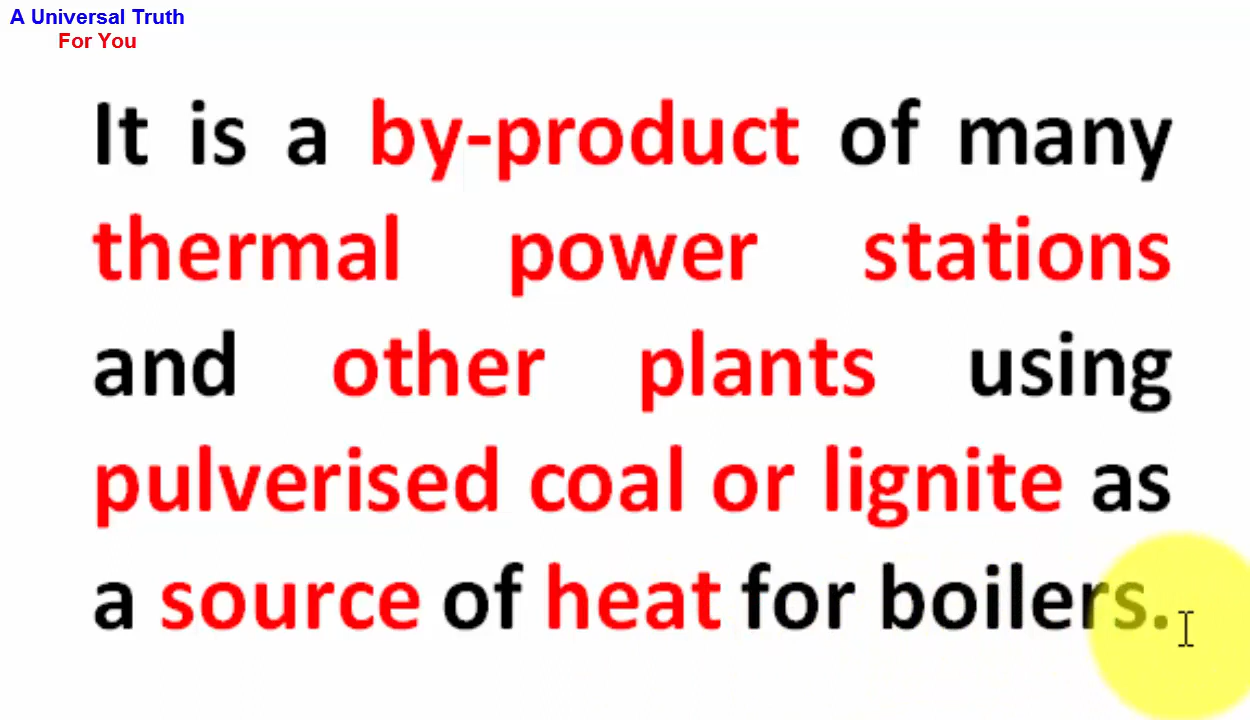 A Universal Truth
For You
It is a by-product of many
thermal power stations
and other plants using
pulverised coal or lignite as
a source of heat for boilers.